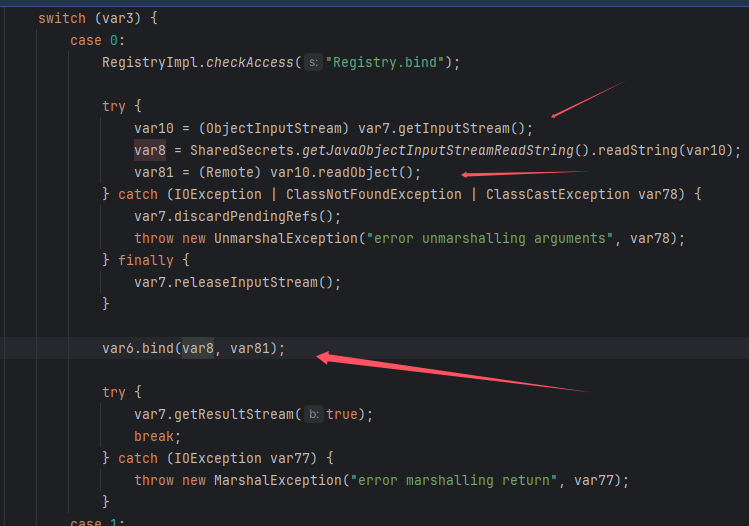 switch (var3) {
case 0:
RegistryImpl.checkAccess( s: "Registry.bind");
try {
var10 = (ObjectInputStream) var7.getInputStream();
var8 = SharedSecrets.getJavaObjectInputStreamReadString().readString(var10);
var81 = (Remote) var10.readObject();
} catch (IOException | ClassNotFoundException | ClassCastException var78) {
var7.discardPendingRefs();
throw new UnmarshalException("error unmarshalling arguments", var78);
} finally {
var7.releaseInputStream();
}
var6.bind(var8, var81);
try {
var7.getResultStream( b: true);
break;
} catch (IOException var77) {
throw new MarshalException("error marshalling return", var77);
}
case 1: